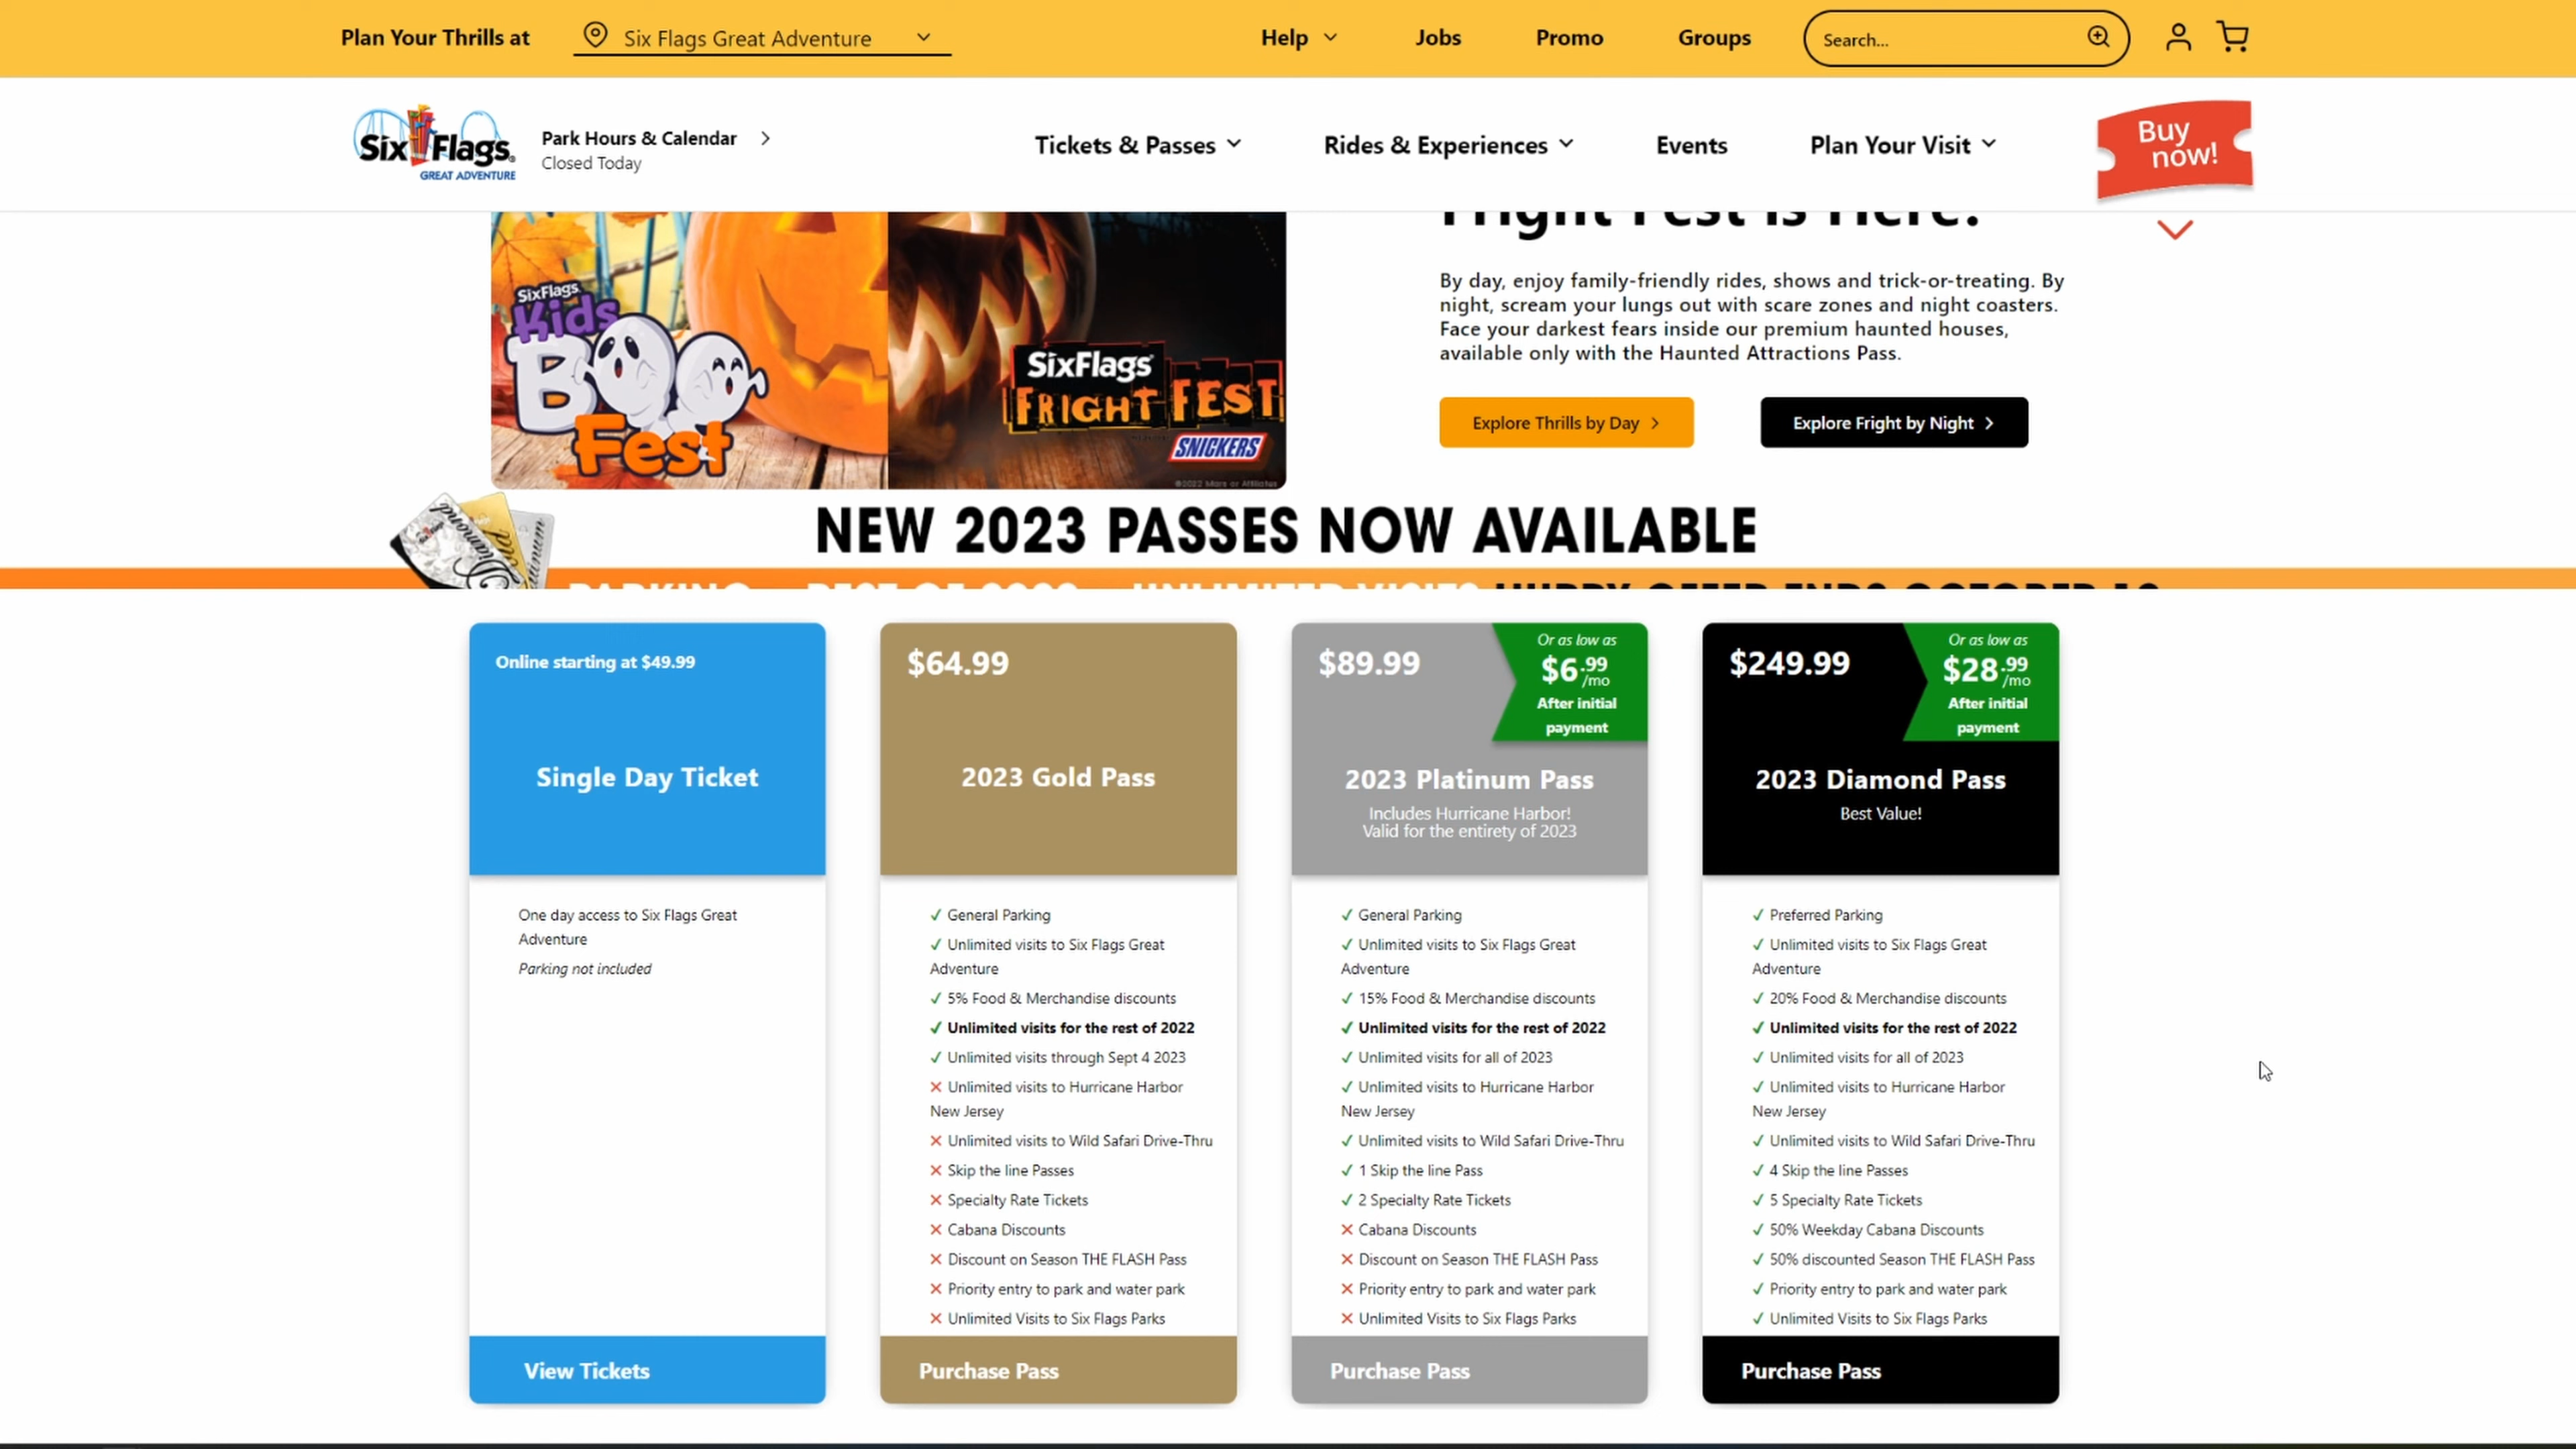 Plan Your Thrills at
Six Flags Great Adventure
Help
Jobs
Promo
Groups
Search...
Six Flags
GREAT ADVENTURE
Park Hours & Calendar
Closed Today
Tickets & Passes
Rides & Experiences
Events
Plan Your Visit
Buy
now!
Fright Fest is Here!
SixFlags
Kids
BOO
Fest
SixFlags
FRIGHT FEST
SNICKERS
By day, enjoy family-friendly rides, shows and trick-or-treating. By
night, scream your lungs out with scare zones and night coasters.
Face your darkest fears inside our premium haunted houses,
available only with the Haunted Attractions Pass.
Explore Thrills by Day
Explore Fright by Night
NEW 2023 PASSES NOW AVAILABLE
Online starting at $49.99
Single Day Ticket
One day access to Six Flags Great
Adventure
Parking not included
View Tickets
$64.99
2023 Gold Pass
✓ General Parking
✓ Unlimited visits to Six Flags Great
Adventure
✓ 5% Food & Merchandise discounts
✓ Unlimited visits for the rest of 2022
✓ Unlimited visits through Sept 4 2023
✕ Unlimited visits to Hurricane Harbor
New Jersey
✕ Unlimited visits to Wild Safari Drive-Thru
✕ Skip the line Passes
✕ Specialty Rate Tickets
✕ Cabana Discounts
✕ Discount on Season THE FLASH Pass
✕ Priority entry to park and water park
✕ Unlimited Visits to Six Flags Parks
Purchase Pass
$89.99
Or as low as
$6.99
/mo
After initial
payment
2023 Platinum Pass
Includes Hurricane Harbor!
Valid for the entirety of 2023
✓ General Parking
✓ Unlimited visits to Six Flags Great
Adventure
✓ 15% Food & Merchandise discounts
✓ Unlimited visits for the rest of 2022
✓ Unlimited visits for all of 2023
✓ Unlimited visits to Hurricane Harbor
New Jersey
✓ Unlimited visits to Wild Safari Drive-Thru
✓ 1 Skip the line Pass
✓ 2 Specialty Rate Tickets
✕ Cabana Discounts
✕ Discount on Season THE FLASH Pass
✕ Priority entry to park and water park
✕ Unlimited Visits to Six Flags Parks
Purchase Pass
$249.99
Or as low as
$28.99
/mo
After initial
payment
2023 Diamond Pass
Best Value!
✓ Preferred Parking
✓ Unlimited visits to Six Flags Great
Adventure
✓ 20% Food & Merchandise discounts
✓ Unlimited visits for the rest of 2022
✓ Unlimited visits for all of 2023
✓ Unlimited visits to Hurricane Harbor
New Jersey
✓ Unlimited visits to Wild Safari Drive-Thru
✓ 4 Skip the line Passes
✓ 5 Specialty Rate Tickets
✓ 50% Weekday Cabana Discounts
✓ 50% discounted Season THE FLASH Pass
✓ Priority entry to park and water park
✓ Unlimited Visits to Six Flags Parks
Purchase Pass